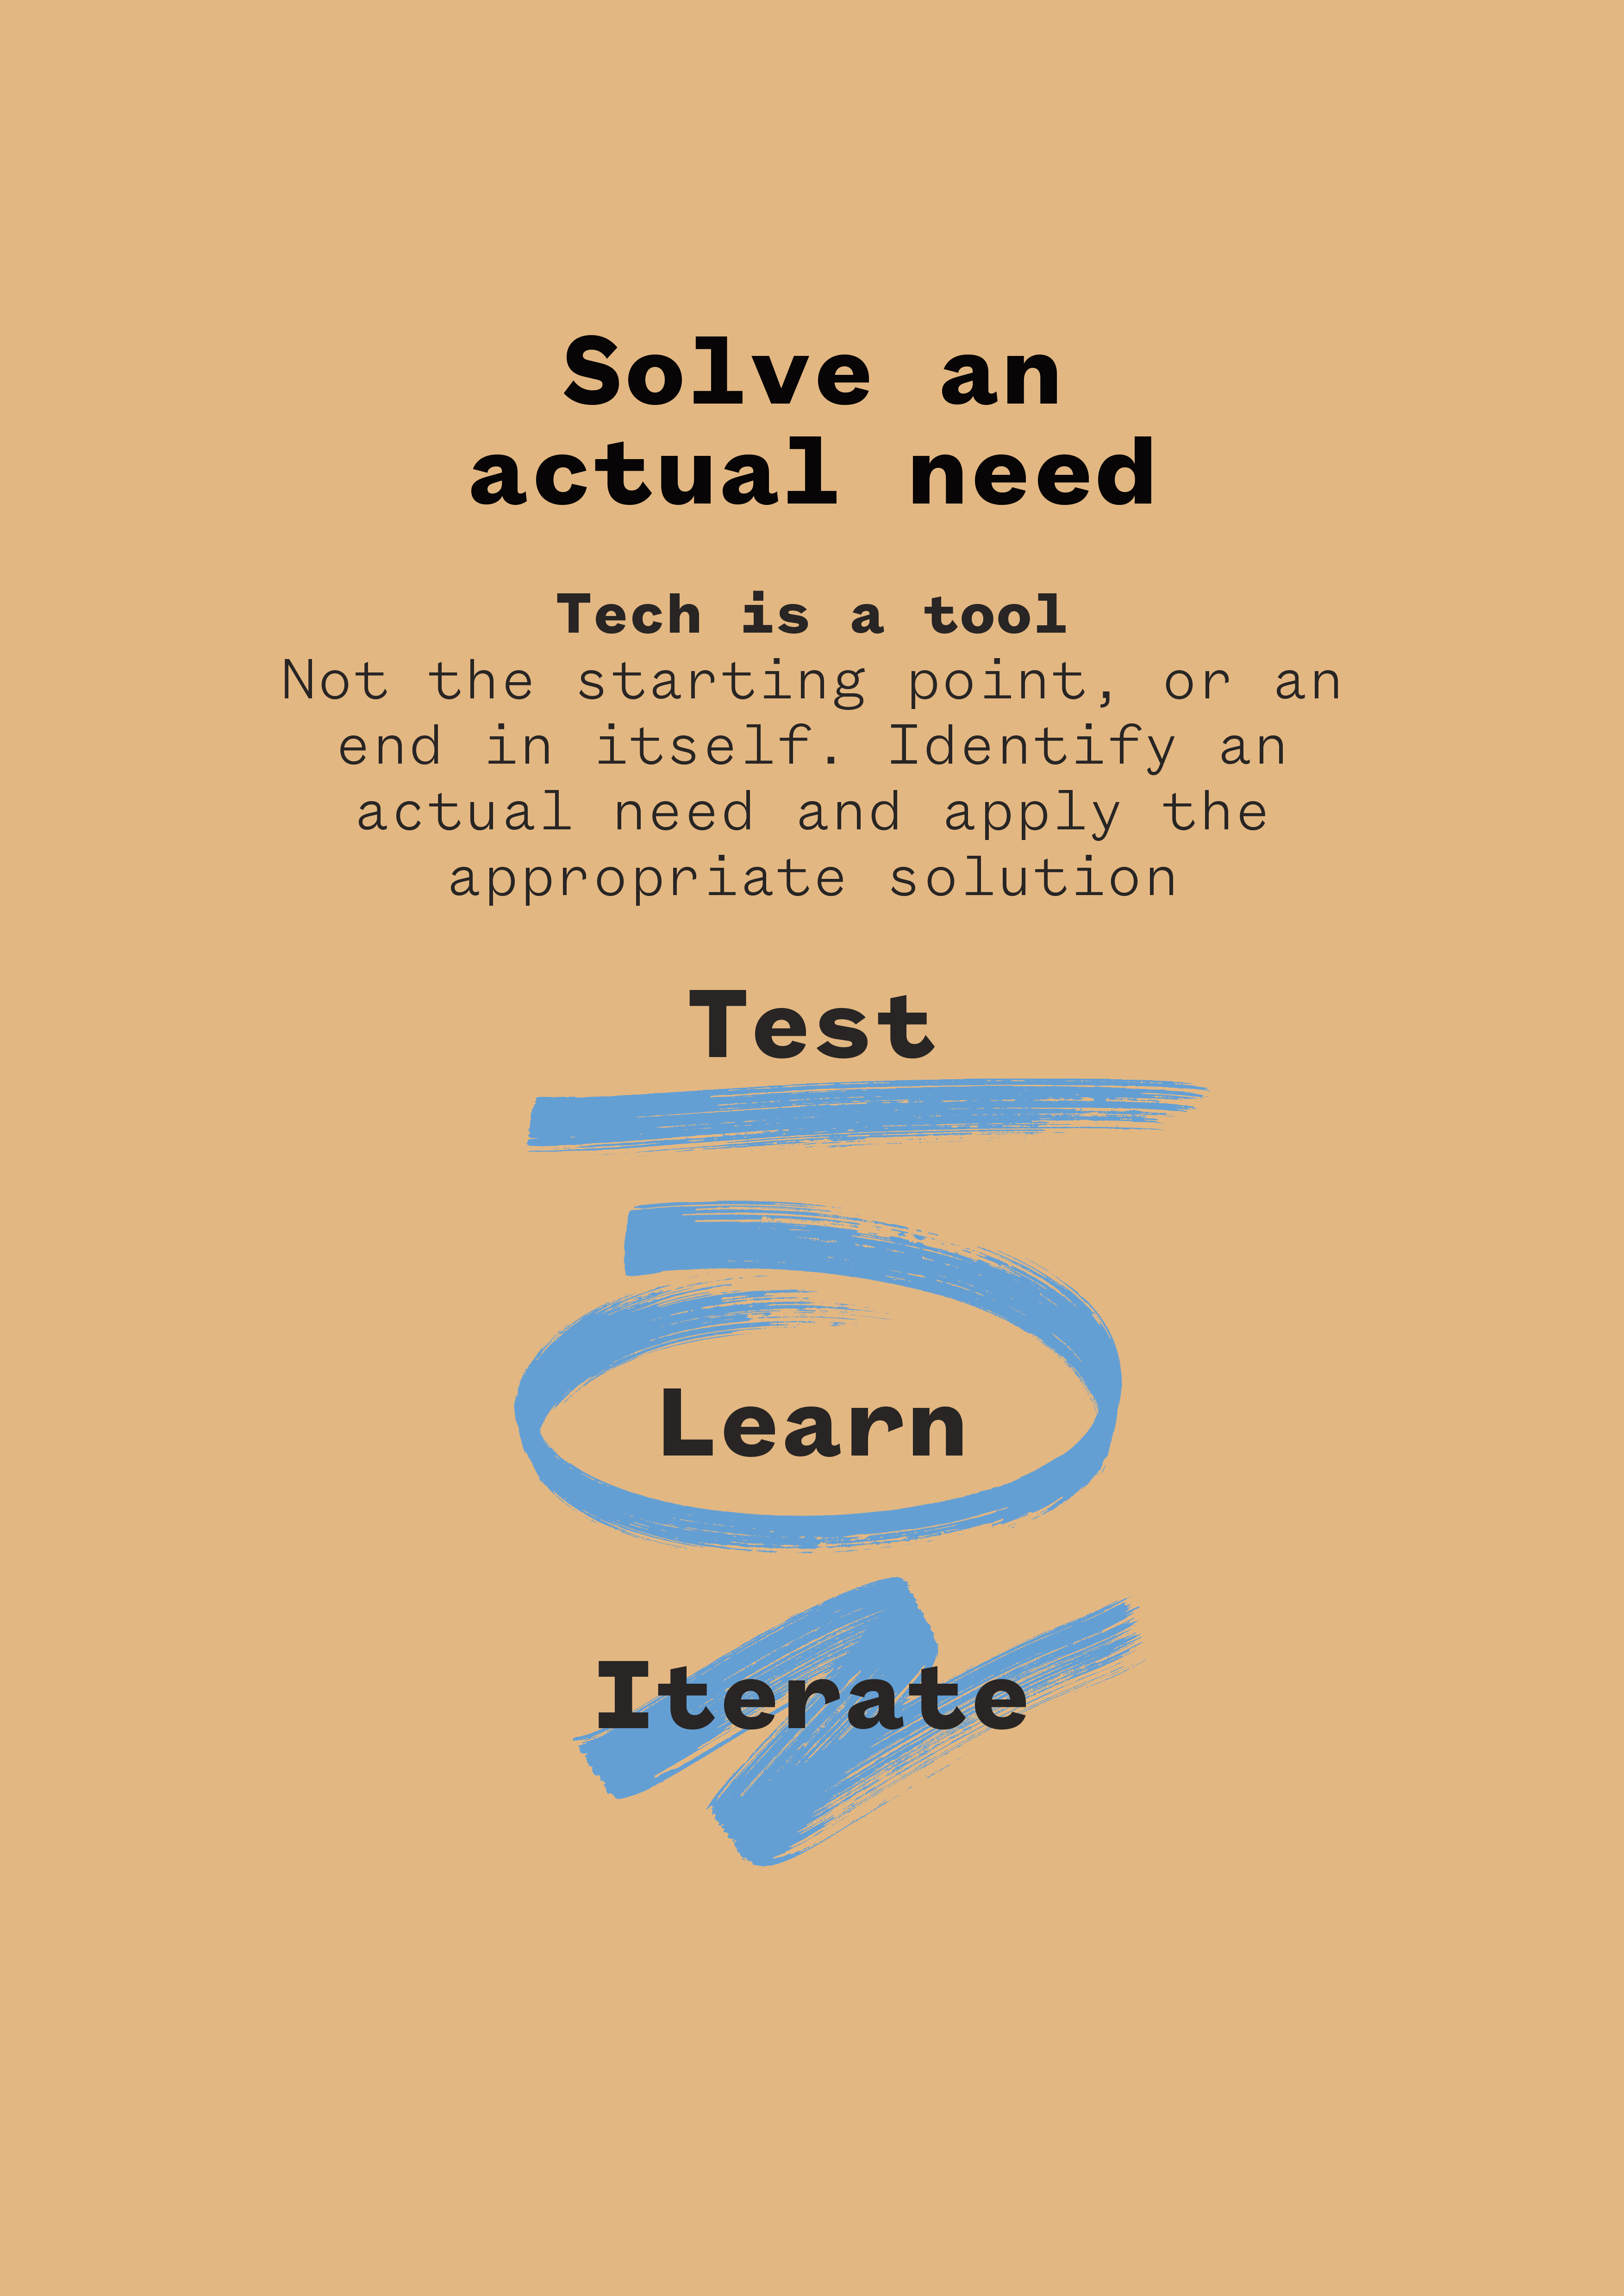 Solve an
actual need
Tech is a tool
Not the starting point, or an
end in itself. Identify an
actual need and apply the
appropriate solution
Test
Learn
Iterate